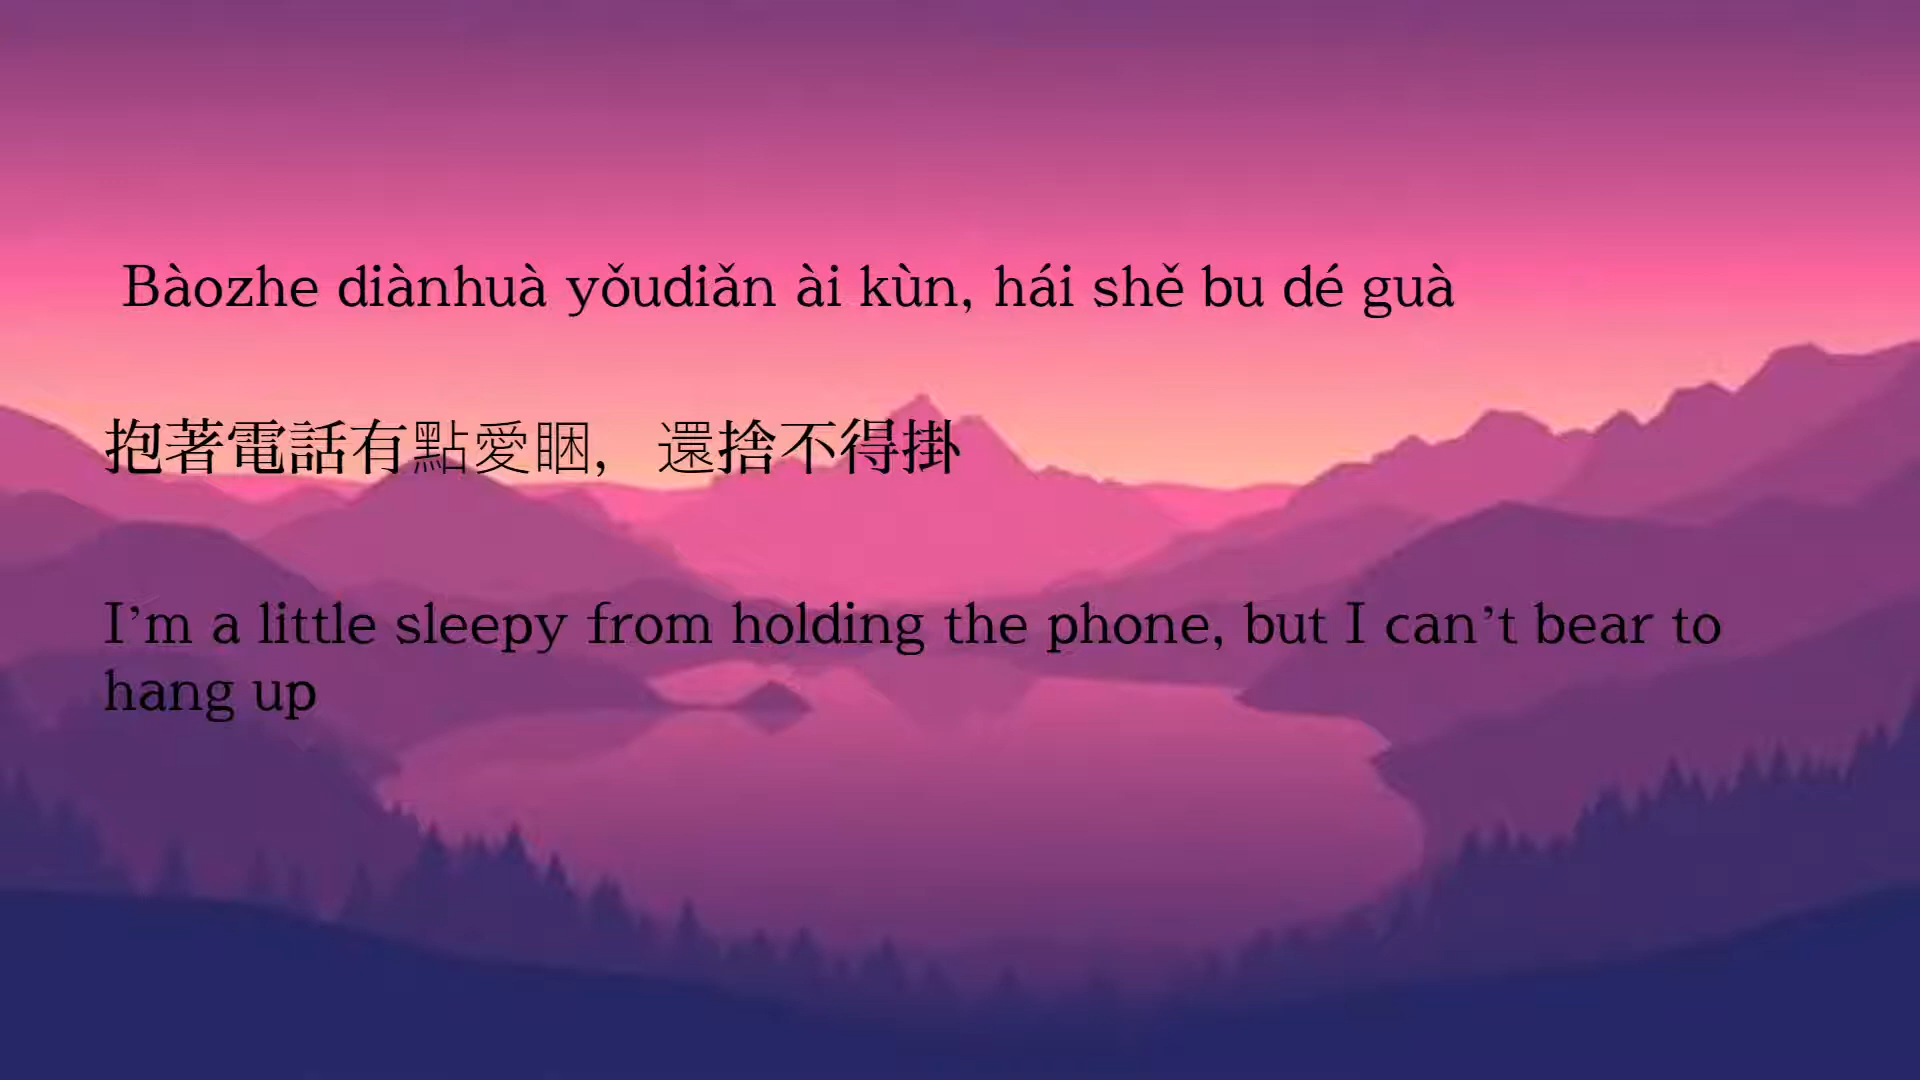 Bàozhe diànhuà yǒudiǎn ài kùn, hái shě bu dé guà
抱著電話有點愛睏，還捨不得掛
I’m a little sleepy from holding the phone, but I can’t bear to
hang up